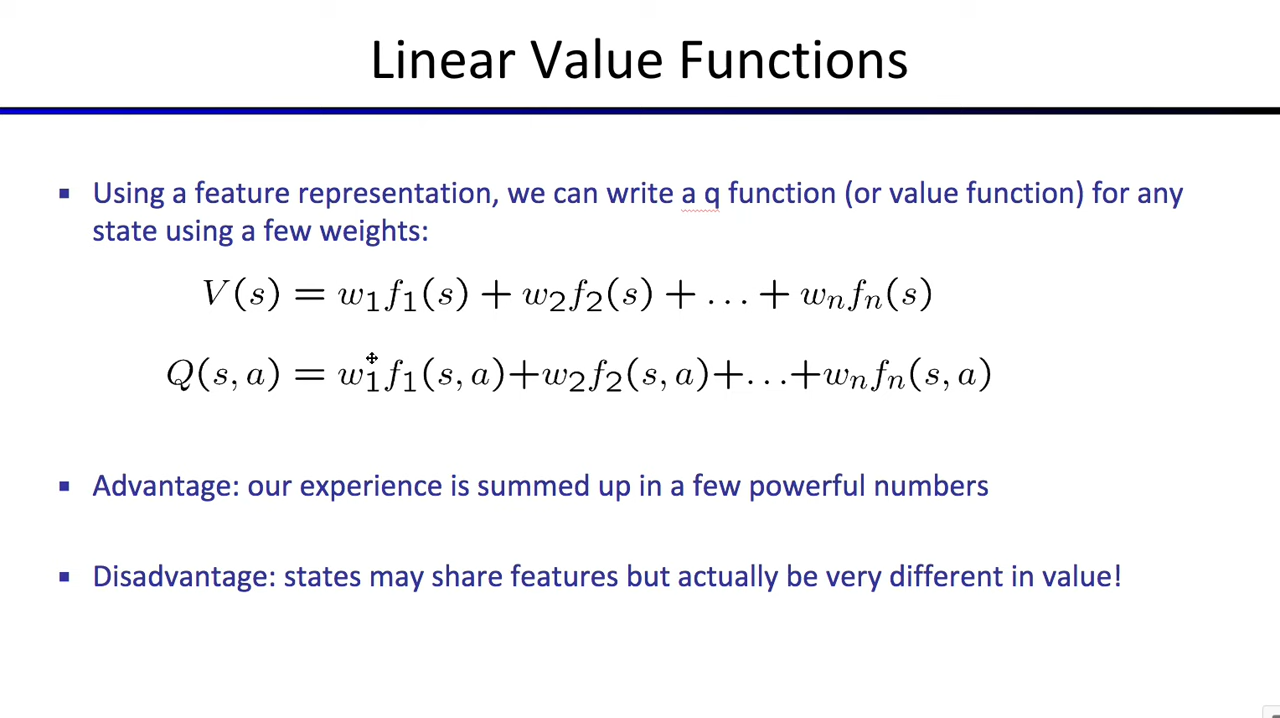 Linear Value Functions
▪ Using a feature representation, we can write a q function (or value function) for any
state using a few weights:
V(s) = w₁f₁(s) + w₂f₂(s) + … + wₙfₙ(s)
Q(s, a) = w₁f₁(s, a)+w₂f₂(s, a)+…+wₙfₙ(s, a)
▪ Advantage: our experience is summed up in a few powerful numbers
▪ Disadvantage: states may share features but actually be very different in value!